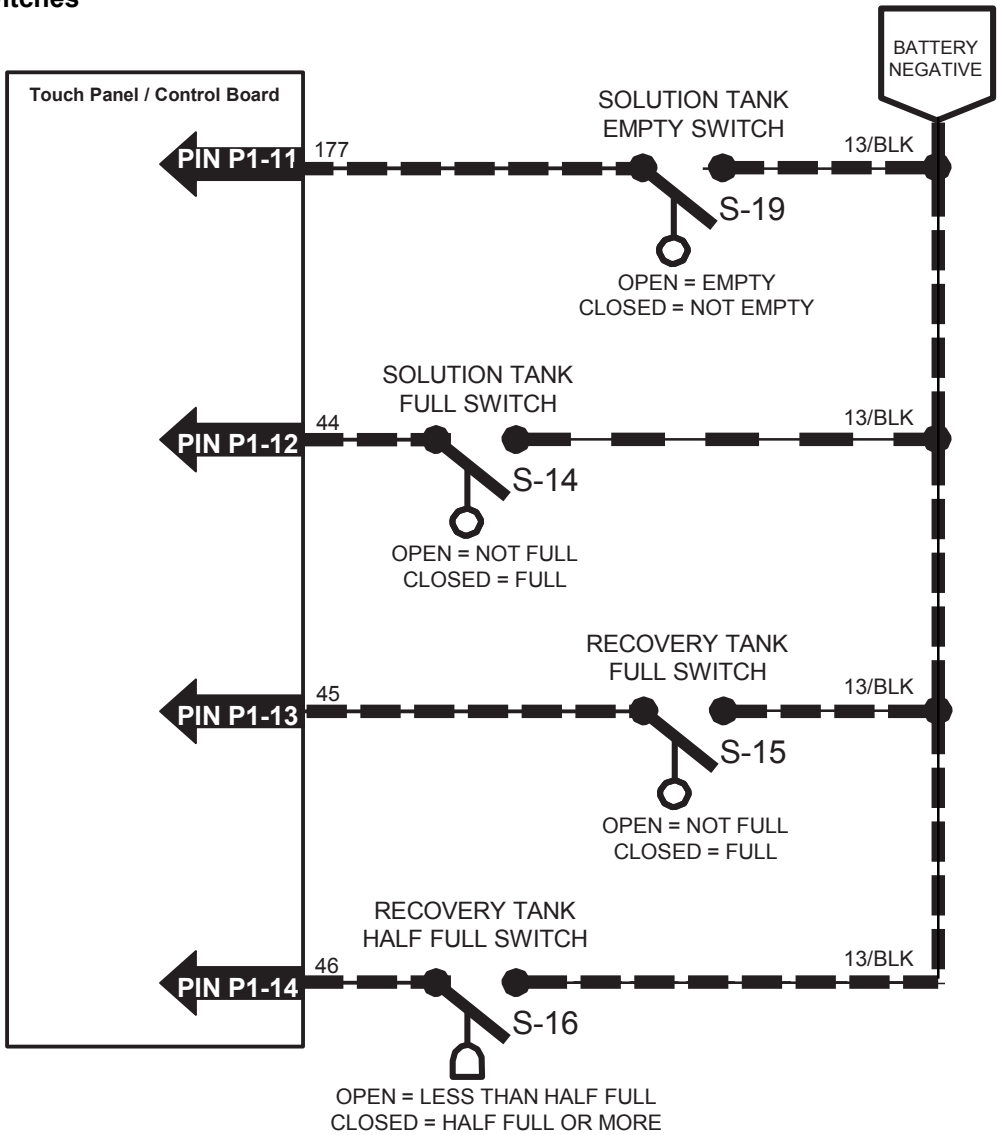 BATTERY
NEGATIVE
Touch Panel / Control Board
SOLUTION TANK
EMPTY SWITCH
PIN P1-11
177
13/BLK
S-19
OPEN = EMPTY
CLOSED = NOT EMPTY
SOLUTION TANK
FULL SWITCH
PIN P1-12
44
13/BLK
S-14
OPEN = NOT FULL
CLOSED = FULL
RECOVERY TANK
FULL SWITCH
PIN P1-13
45
13/BLK
S-15
OPEN = NOT FULL
CLOSED = FULL
RECOVERY TANK
HALF FULL SWITCH
PIN P1-14
46
13/BLK
S-16
OPEN = LESS THAN HALF FULL
CLOSED = HALF FULL OR MORE